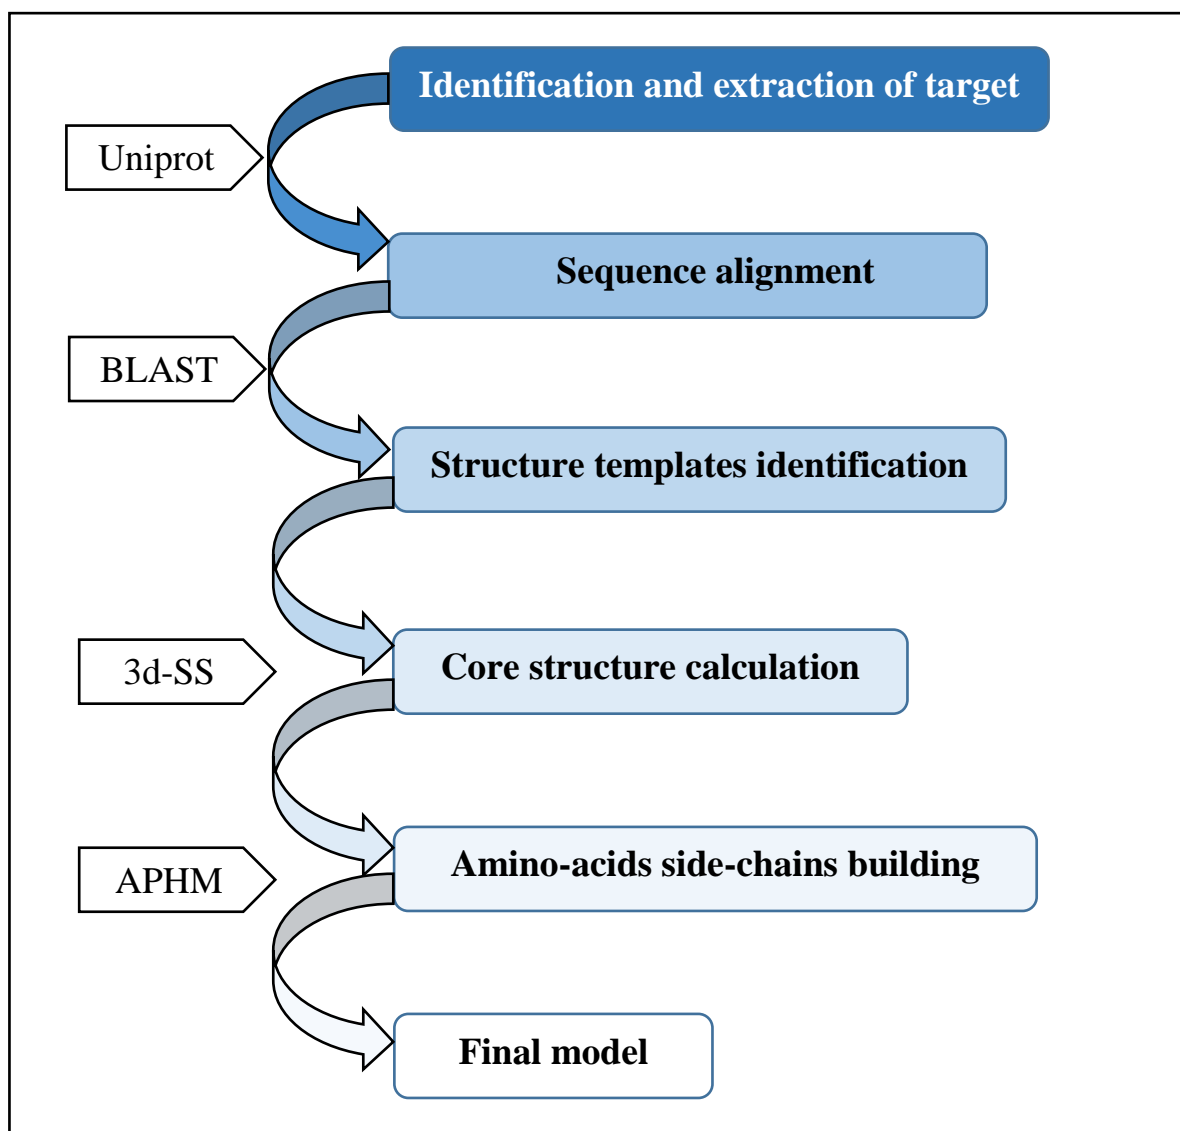 Identification and extraction of target
Uniprot
Sequence alignment
BLAST
Structure templates identification
Core structure calculation
3d-SS
Amino-acids side-chains building
APHM
Final model